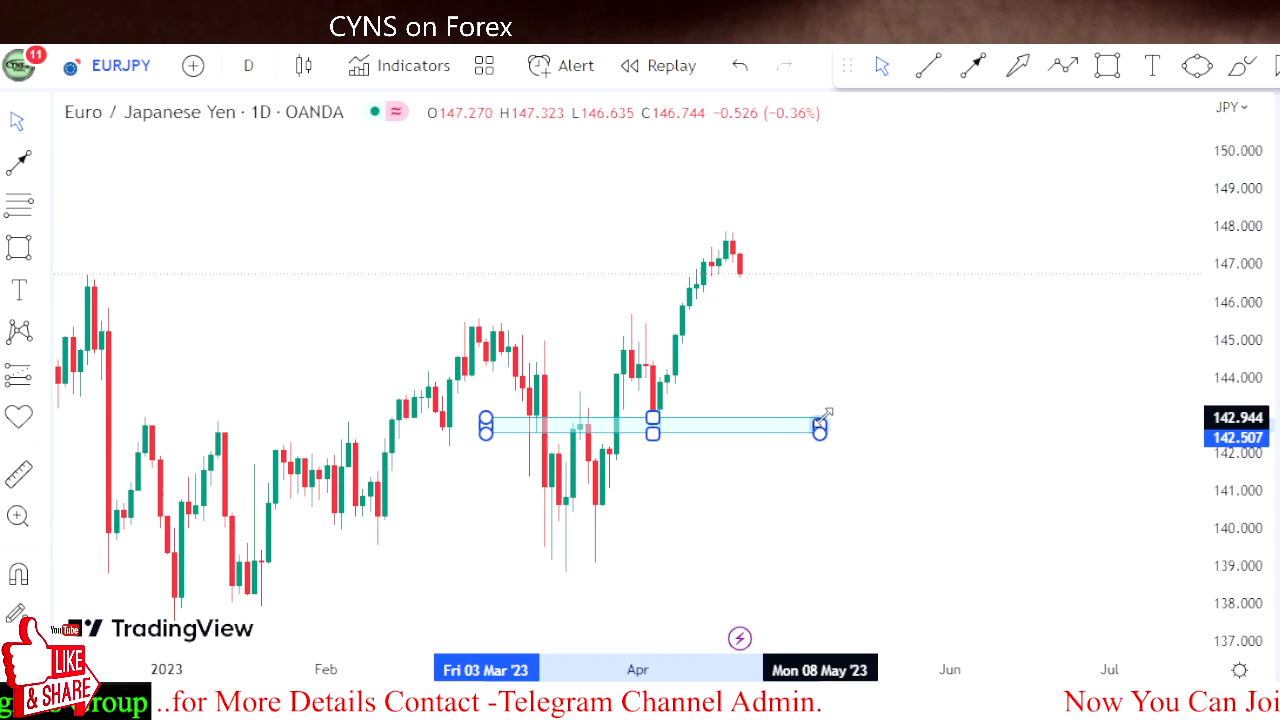 CYNS on Forex
11
EURJPY
D
Indicators
Alert
Replay
T
Euro / Japanese Yen · 1D · OANDA
O147.270 H147.323 L146.635 C146.744 −0.526 (−0.36%)
JPY
150.000
149.000
148.000
147.000
146.000
145.000
144.000
142.944
142.507
142.000
141.000
140.000
139.000
138.000
137.000
T
TradingView
2023
Feb
Fri 03 Mar '23
Apr
Mon 08 May '23
Jun
Jul
YouTube
LIKE
& SHARE
Group
..for More Details Contact -Telegram Channel Admin.
Now You Can Joi